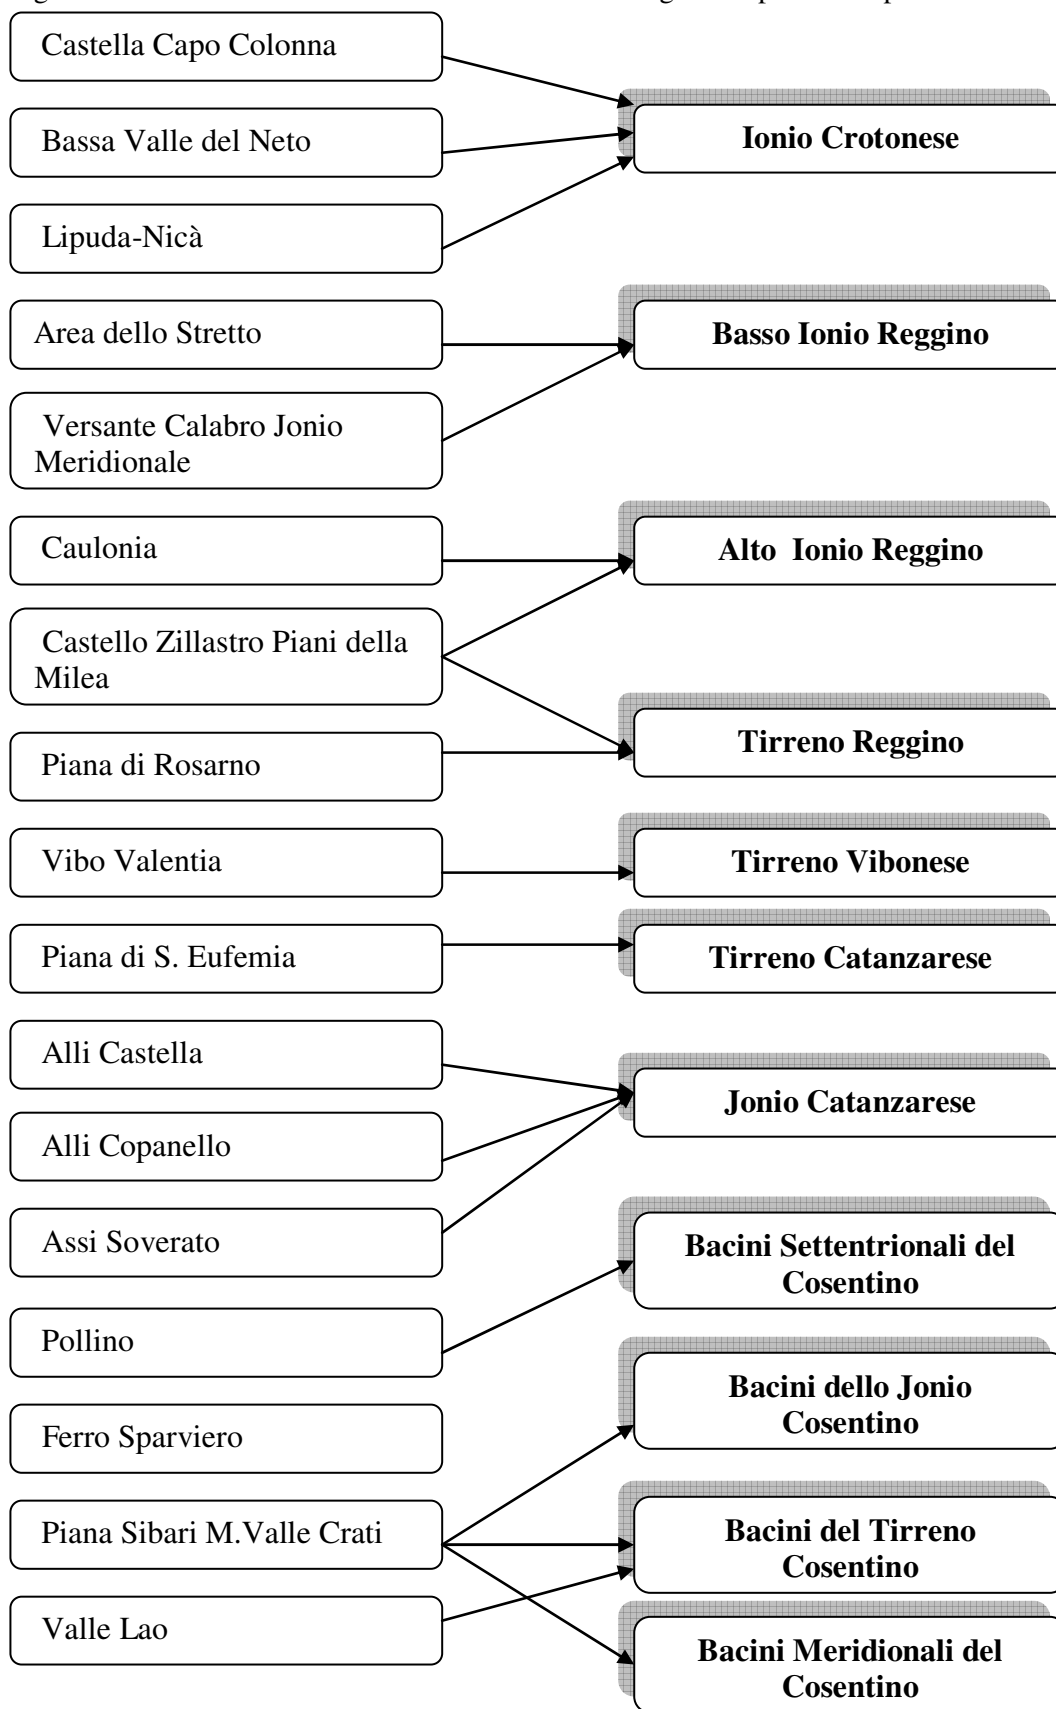 Castella Capo Colonna
Ionio Crotonese
Bassa Valle del Neto
Lipuda-Nicà
Area dello Stretto
Basso Ionio Reggino
Versante Calabro Jonio
Meridionale
Caulonia
Alto Ionio Reggino
Castello Zillastro Piani della
Milea
Tirreno Reggino
Piana di Rosarno
Vibo Valentia
Tirreno Vibonese
Piana di S. Eufemia
Tirreno Catanzarese
Alli Castella
Jonio Catanzarese
Alli Copanello
Assi Soverato
Bacini Settentrionali del
Cosentino
Pollino
Bacini dello Jonio
Cosentino
Ferro Sparviero
Piana Sibari M.Valle Crati
Bacini del Tirreno
Cosentino
Valle Lao
Bacini Meridionali del
Cosentino